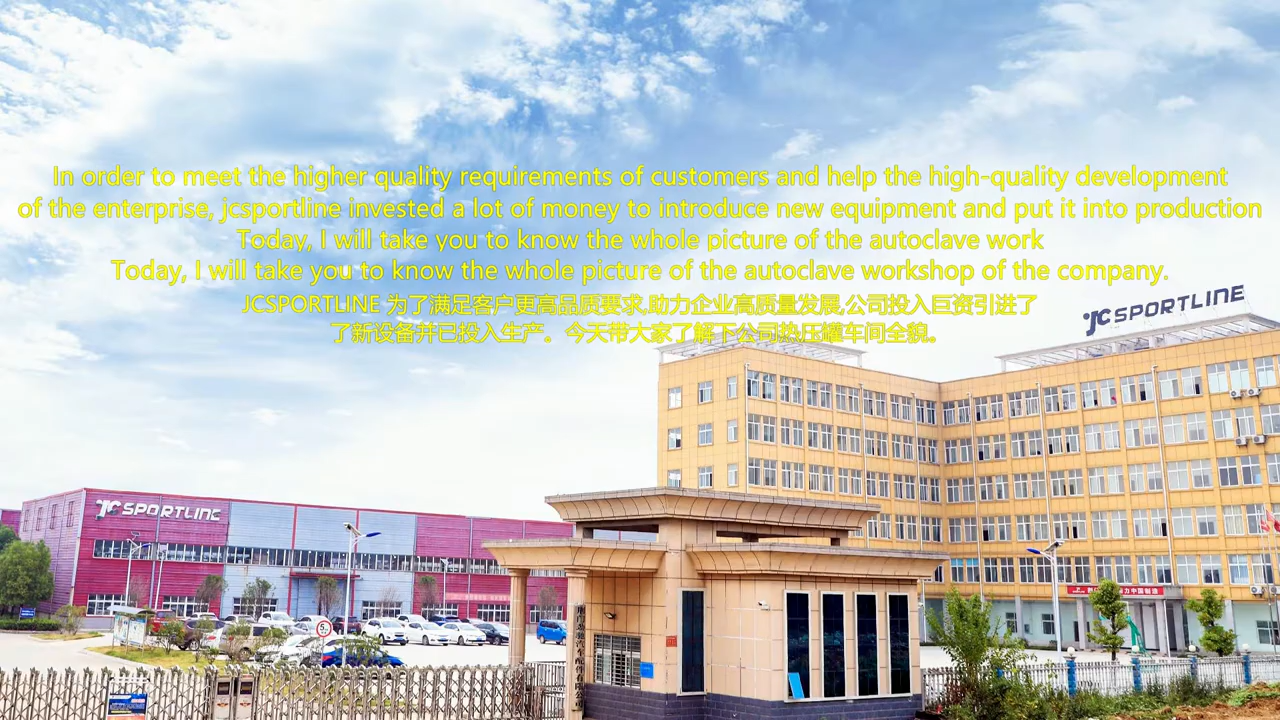 In order to meet the higher quality requirements of customers and help the high-quality development
of the enterprise, jcsportline invested a lot of money to introduce new equipment and put it into production
Today, I will take you to know the whole picture of the autoclave work
Today, I will take you to know the whole picture of the autoclave workshop of the company.
JCSPORTLINE 为了满足客户更高品质要求,助力企业高质量发展,公司投入巨资引进了
了新设备并已投入生产。今天带大家了解下公司热压罐车间全貌。
JC SPORTLINE
JC SPORTLINE
5